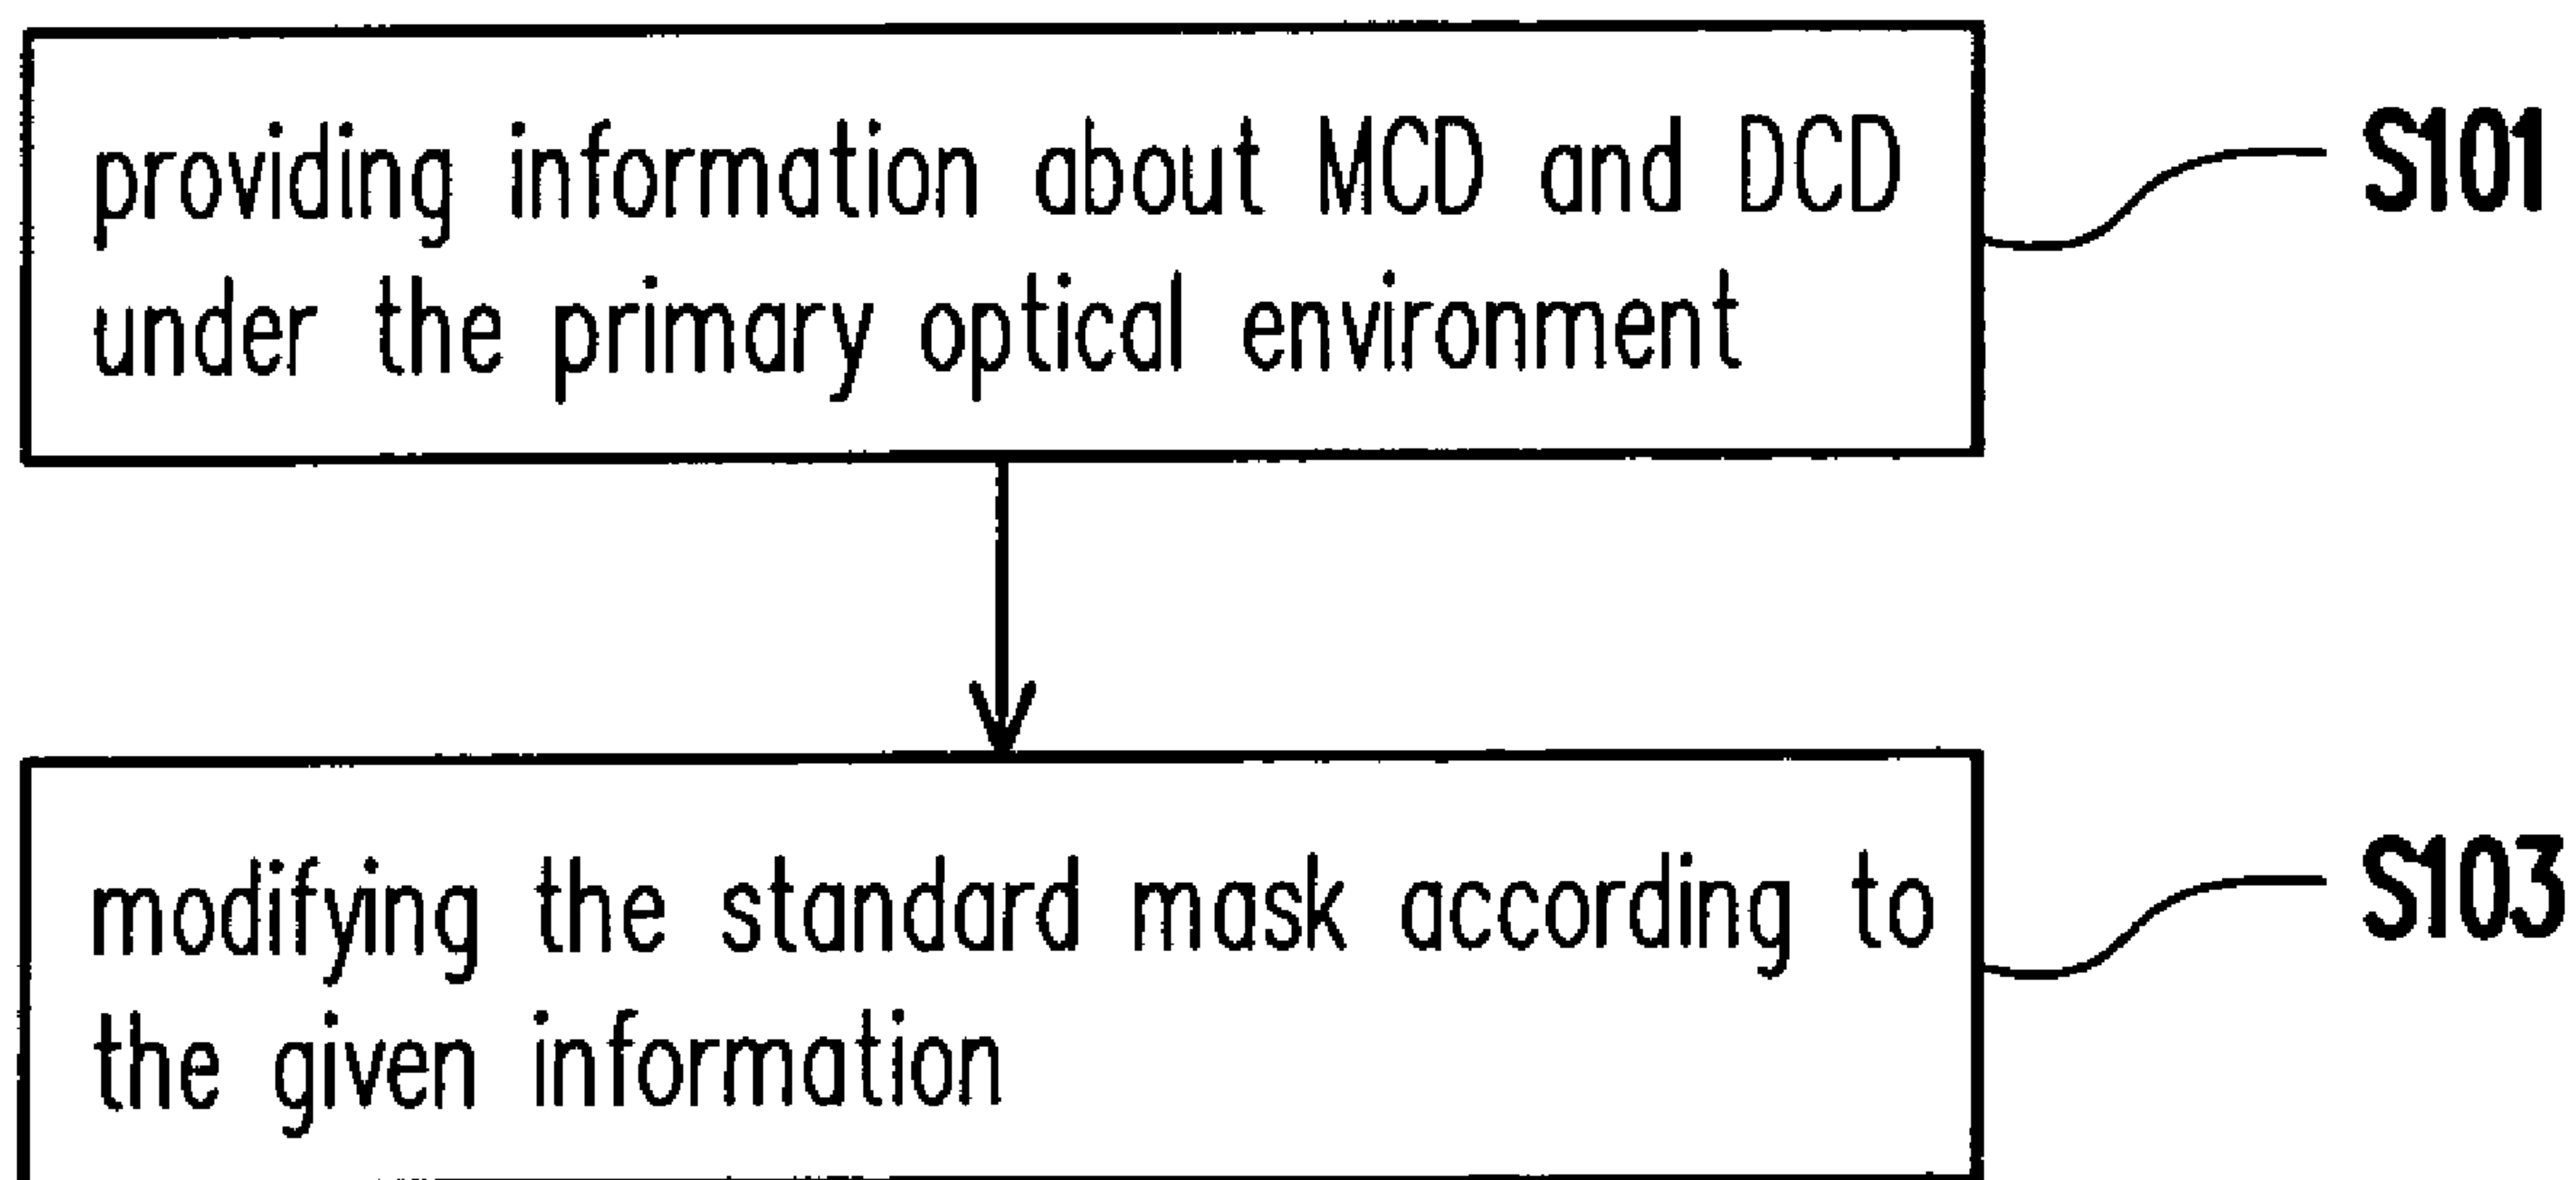 providing information about MCD and DCD
under the primary optical environment
S101
modifying the standard mask according to
the given information
S103